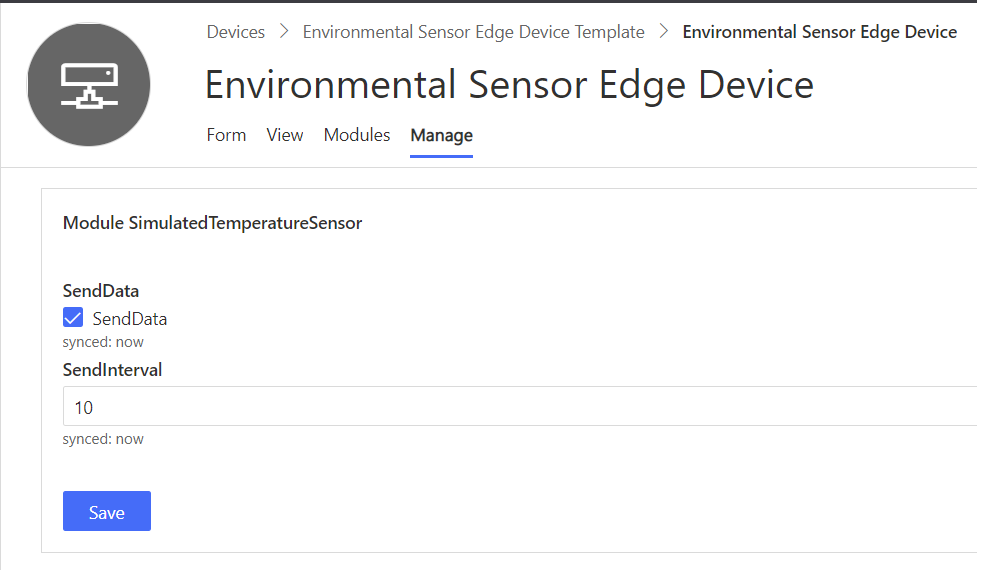 Devices > Environmental Sensor Edge Device Template > Environmental Sensor Edge Device
Environmental Sensor Edge Device
Form View Modules Manage
Module SimulatedTemperatureSensor
SendData
SendData
synced: now
SendInterval
10
synced: now
Save